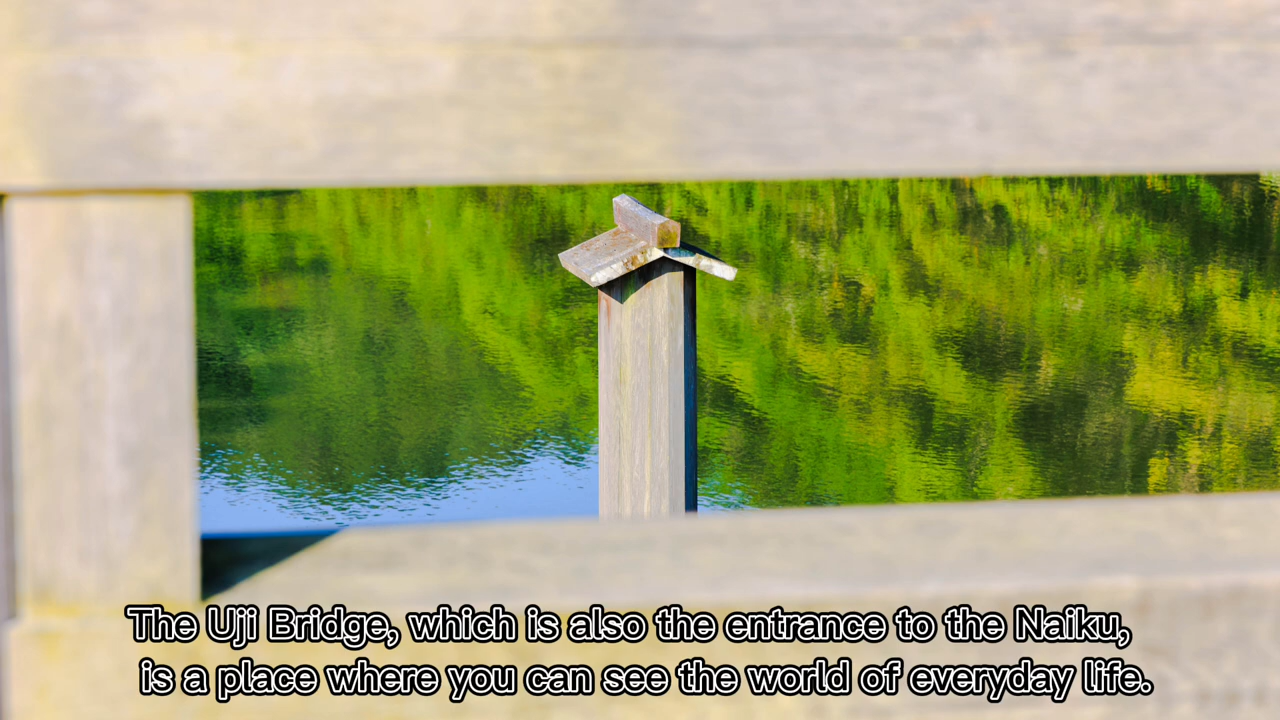 The Uji Bridge, which is also the entrance to the Naiku,
is a place where you can see the world of everyday life.